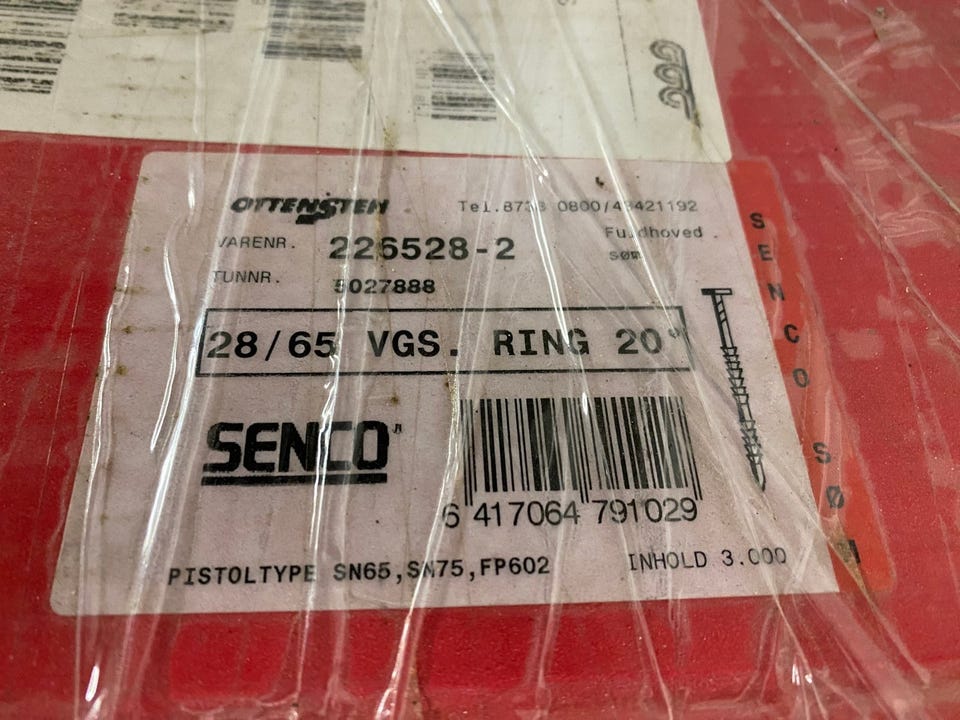 OTTENSTEN
Tel.8738 0800/43421192
VARENR. 226528-2
Fuldhoved
søm
TUNNR. 5027888
28/65 VGS. RING 20°
SENCO
6 417064 791029
PISTOLTYPE SN65,SN75,FP602
INHOLD 3.000
SENCO SØM